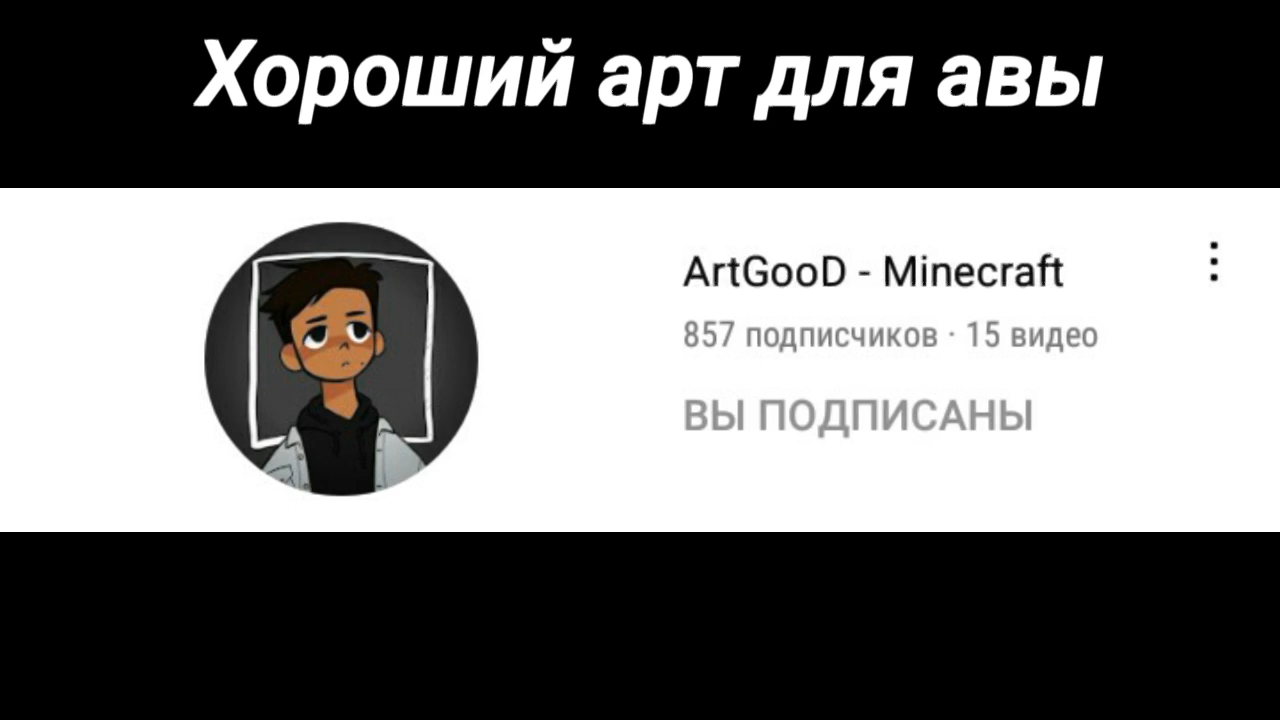 Хороший арт для авы
ArtGooD - Minecraft
857 подписчиков · 15 видео
ВЫ ПОДПИСАНЫ